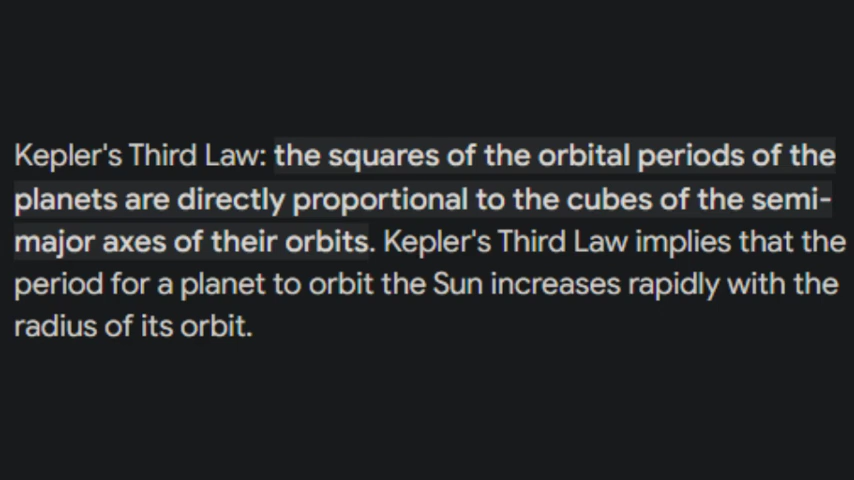 Kepler's Third Law: the squares of the orbital periods of the
planets are directly proportional to the cubes of the semi-
major axes of their orbits. Kepler's Third Law implies that the
period for a planet to orbit the Sun increases rapidly with the
radius of its orbit.